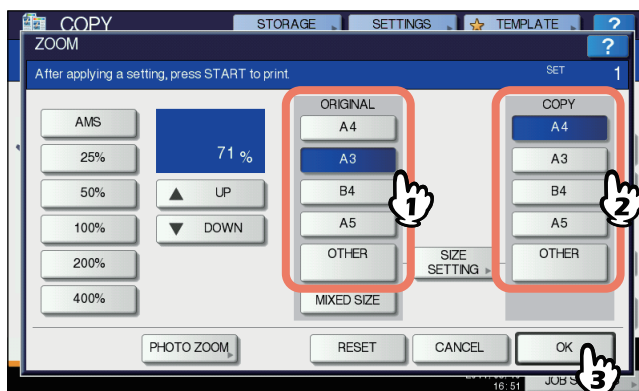 COPY STORAGE SETTINGS TEMPLATE ?
ZOOM ?
After applying a setting, press START to print. SET 1
ORIGINAL COPY
AMS A4 A4
25% 71 % A3 A3
50% UP B4 B4
100% DOWN A5 A5
200% OTHER SIZE SETTING OTHER
400% MIXED SIZE
PHOTO ZOOM RESET CANCEL OK
1
2
3
16:51 JOB S